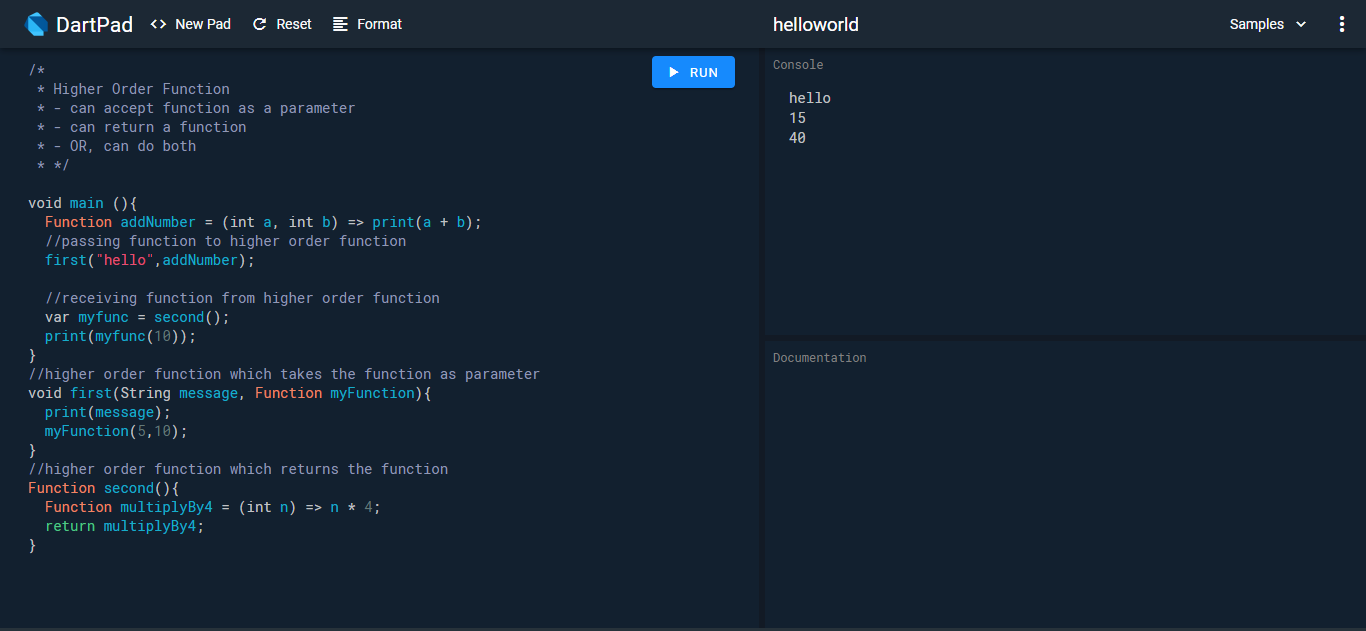 DartPad <> New Pad Reset Format helloworld Samples
/*
 * Higher Order Function
 * - can accept function as a parameter
 * - can return a function
 * - OR, can do both
 * */
void main (){
  Function addNumber = (int a, int b) => print(a + b);
  //passing function to higher order function
  first("hello",addNumber);
  //receiving function from higher order function
  var myfunc = second();
  print(myfunc(10));
}
//higher order function which takes the function as parameter
void first(String message, Function myFunction){
  print(message);
  myFunction(5,10);
}
//higher order function which returns the function
Function second(){
  Function multiplyBy4 = (int n) => n * 4;
  return multiplyBy4;
}
RUN
Console
hello
15
40
Documentation